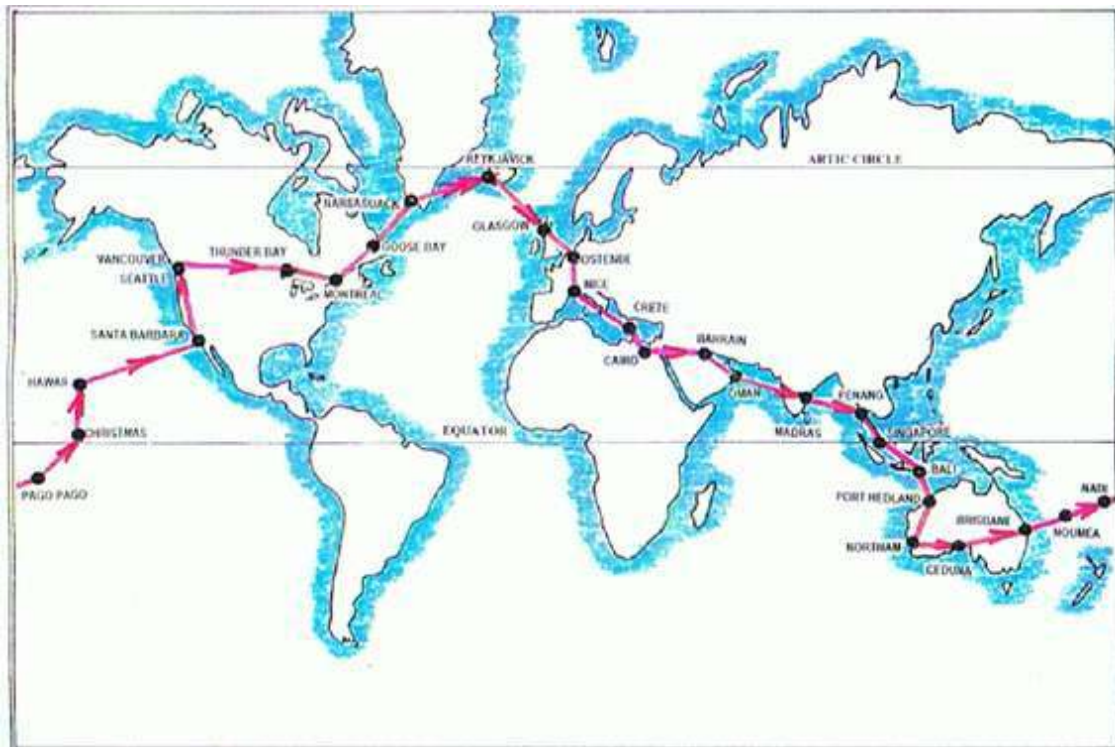 REYKJAVICK
ARTIC CIRCLE
NARSASUACK
GLASGOW
GOOSE BAY
THUNDER BAY
VANCOUVER
SEATTLE
OSTENDE
NICE
MONTREAL
CRETE
SANTA BARBARA
CAIRO
BAHRAIN
HAWAII
OMAN
PENANG
MADRAS
CHRISTMAS
EQUATOR
SINGAPORE
BALI
PAGO PAGO
PORT HEDLAND
NADI
BRISBANE
NOUMEA
NORTHAM
CEDUNA